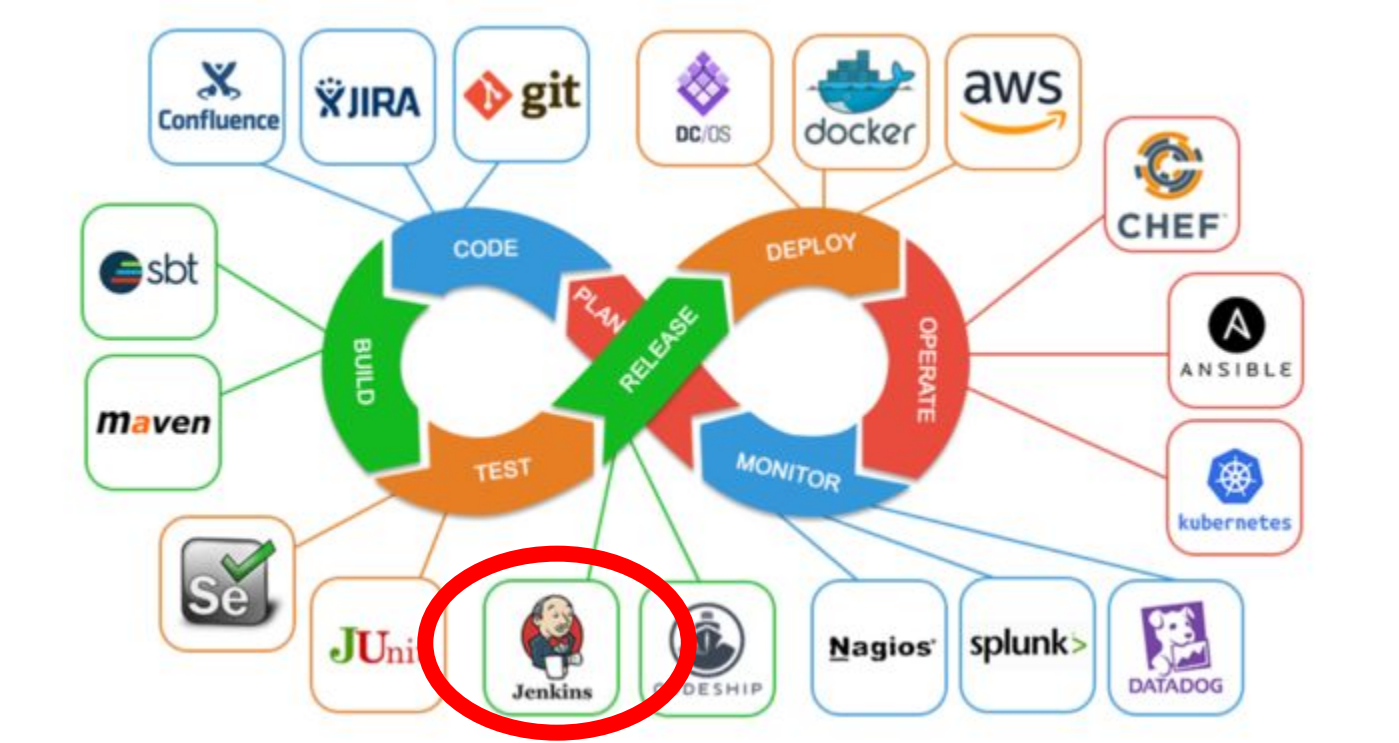 Confluence
JIRA
git
DC/OS
docker
aws
CHEF
sbt
CODE
DEPLOY
PLAN
RELEASE
BUILD
OPERATE
ANSIBLE
maven
TEST
MONITOR
kubernetes
Se
JUni
Jenkins
DESHIP
Nagios
splunk>
DATADOG